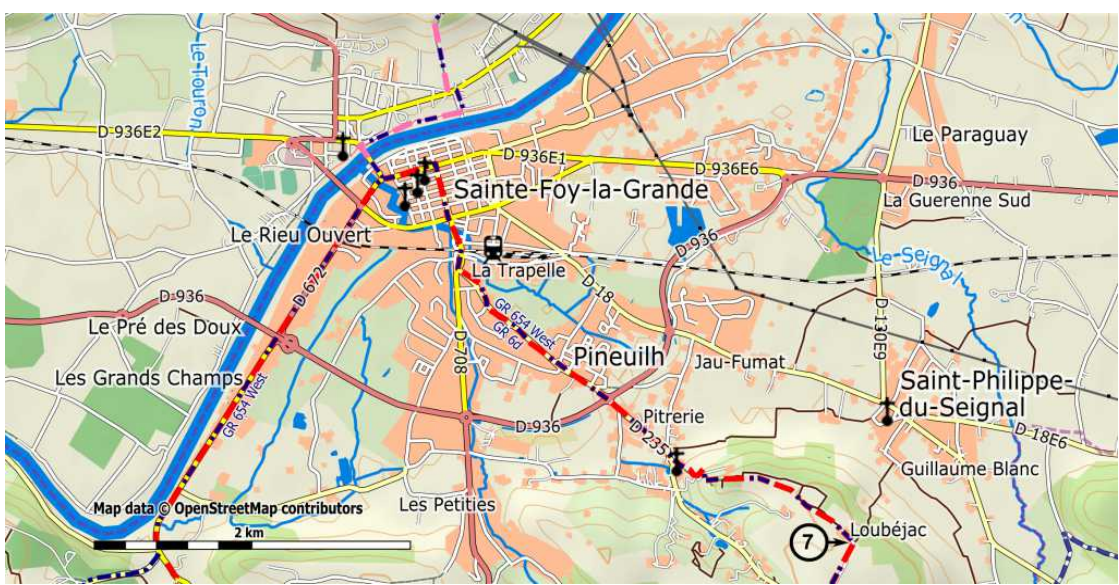 Le Touron
D 936E2
D 936E1
D 936E6
Le Paraguay
D 936
Sainte-Foy-la-Grande
La Guerenne Sud
Le Rieu Ouvert
D 936
La Trapelle
Le Seignal
D 672
D 18
D 936
GR 654 West
GR 6d
D 130E9
Le Pré des Doux
D 708
Pineuilh
Jau-Fumat
Les Grands Champs
Saint-Philippe-
du-Seignal
GR 654 West
Pitrerie
D 936
D 235
D 18E6
Guillaume Blanc
Les Petities
Map data © OpenStreetMap contributors
2 km
7
Loubéjac